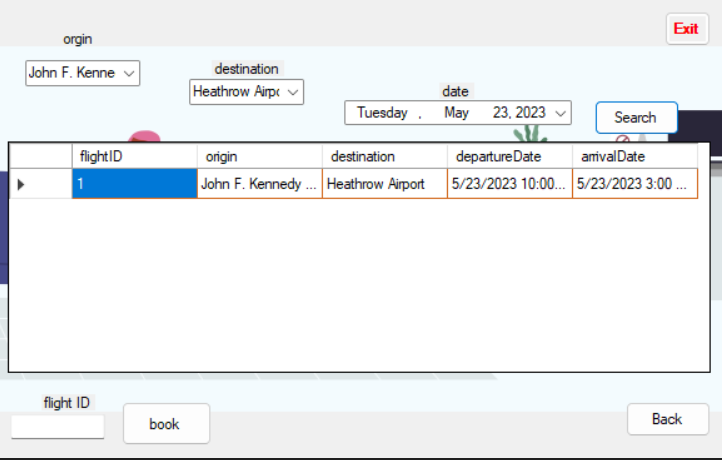 Exit
orgin
John F. Kenne
destination
Heathrow Airpc
date
Tuesday , May 23, 2023
Search
flightID origin destination departureDate arrivalDate
1 John F. Kennedy ... Heathrow Airport 5/23/2023 10:00... 5/23/2023 3:00 ...
flight ID
book
Back